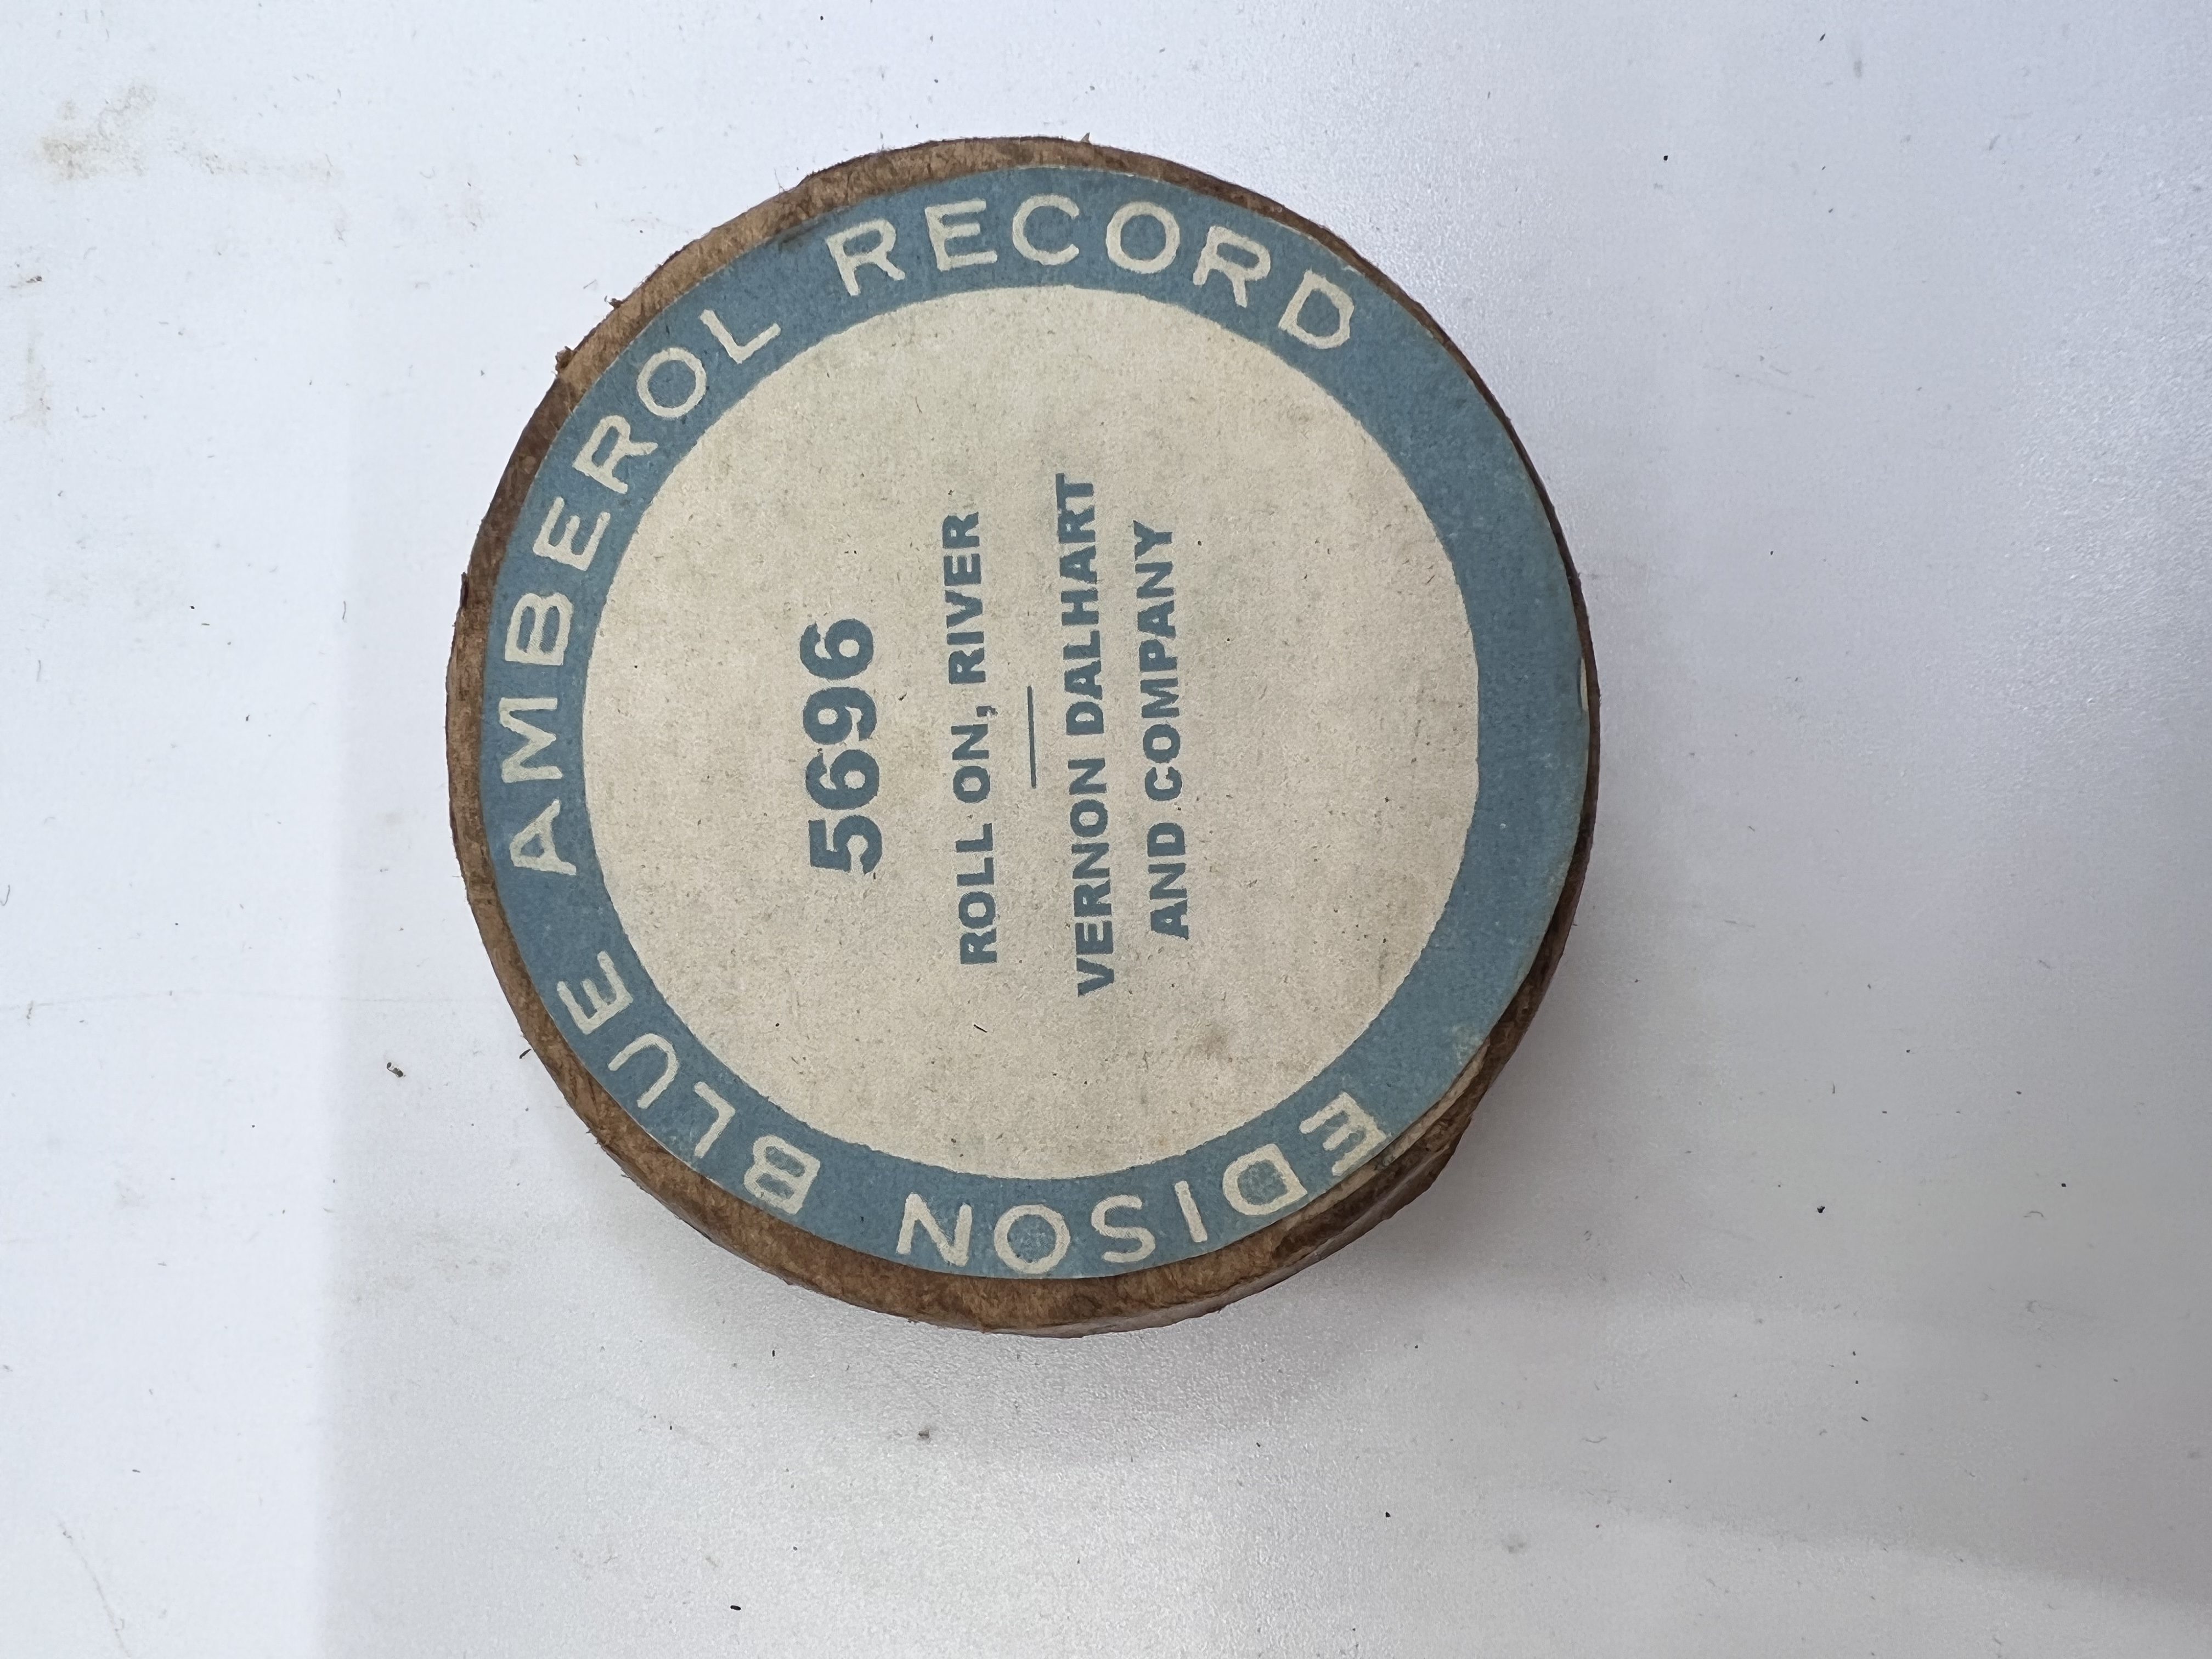 EDISON BLUE AMBEROL RECORD
5696
ROLL ON, RIVER
VERNON DALHART
AND COMPANY